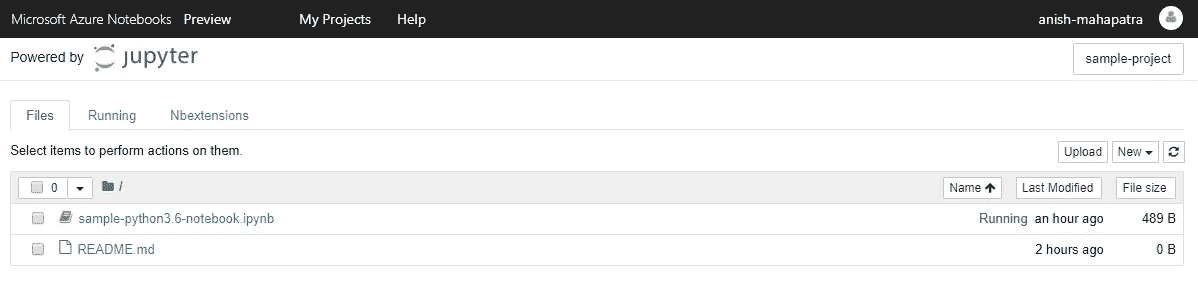 Microsoft Azure Notebooks Preview My Projects Help anish-mahapatra
Powered by jupyter sample-project
Files Running Nbextensions
Select items to perform actions on them. Upload New
0 / Name Last Modified File size
sample-python3.6-notebook.ipynb Running an hour ago 489 B
README.md 2 hours ago 0 B